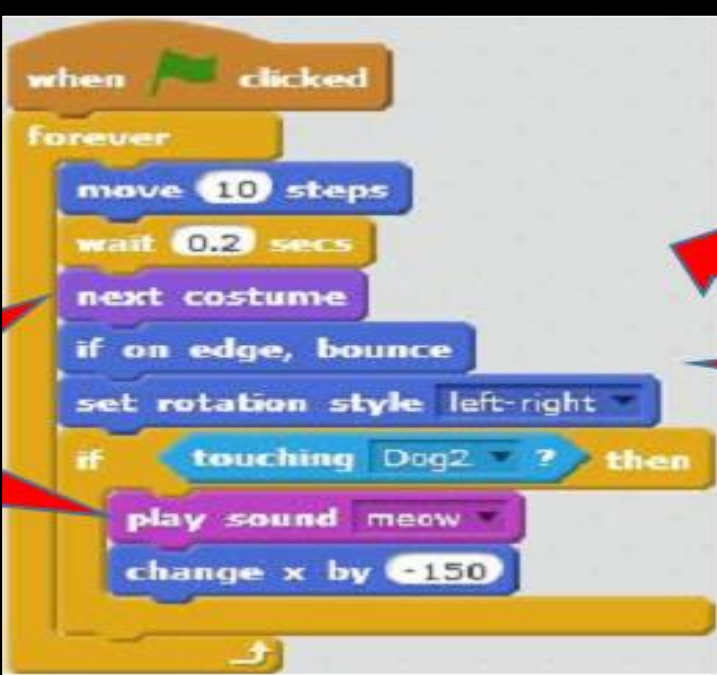 when clicked
forever
move 10 steps
wait 0.2 secs
next costume
if on edge, bounce
set rotation style left-right
if touching Dog2 ? then
play sound meow
change x by -150